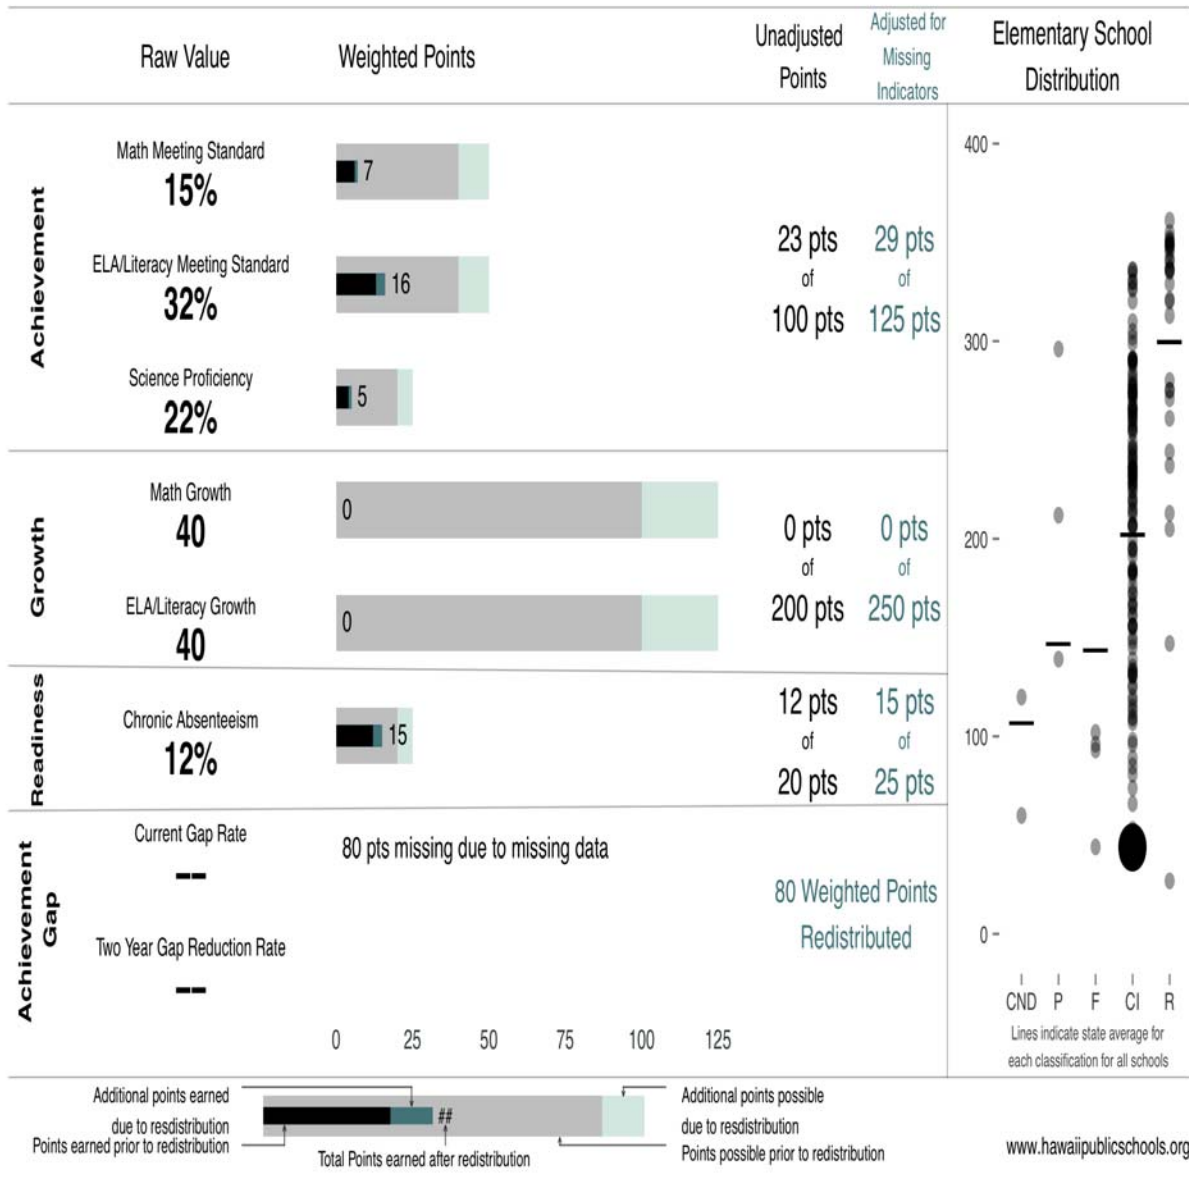 Raw Value
Weighted Points
Unadjusted
Points
Adjusted for
Missing
Indicators
Elementary School
Distribution
Achievement
Math Meeting Standard
15%
7
ELA/Literacy Meeting Standard
32%
16
Science Proficiency
22%
5
23 pts
of
100 pts
29 pts
of
125 pts
Growth
Math Growth
40
0
ELA/Literacy Growth
40
0
0 pts
of
200 pts
0 pts
of
250 pts
Readiness
Chronic Absenteeism
12%
15
12 pts
of
20 pts
15 pts
of
25 pts
Achievement
Gap
Current Gap Rate
--
80 pts missing due to missing data
Two Year Gap Reduction Rate
--
80 Weighted Points
Redistributed
0 25 50 75 100 125
400
300
200
100
0
CND P F CI R
Lines indicate state average for
each classification for all schools
Additional points earned
due to resdistribution
Points earned prior to redistribution
##
Total Points earned after redistribution
Additional points possible
due to resdistribution
Points possible prior to redistribution
www.hawaiipublicschools.org